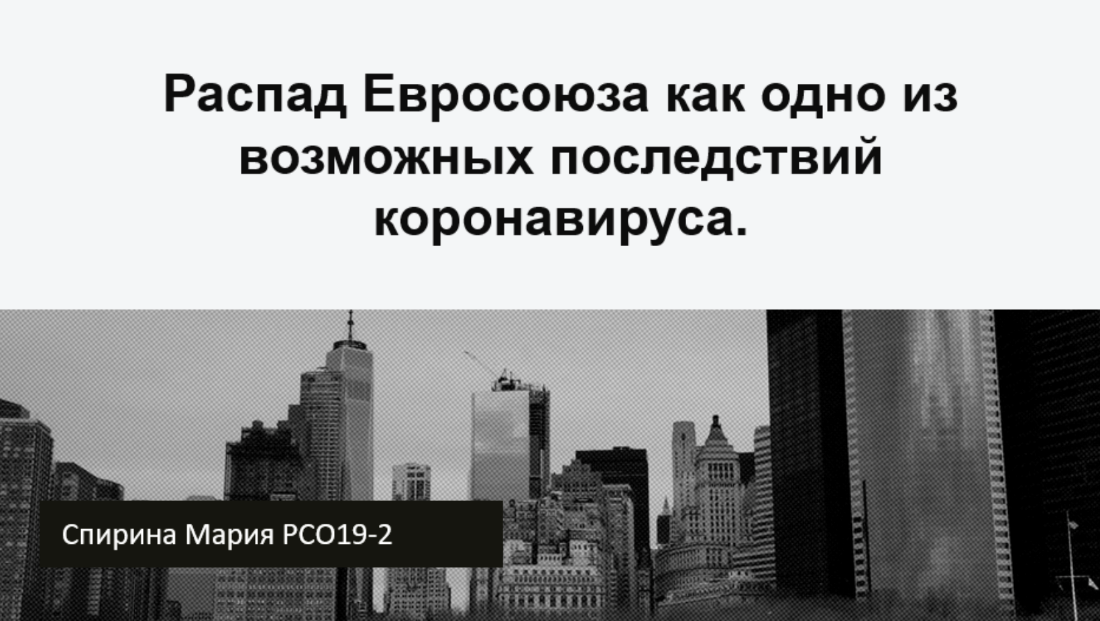 Распад Евросоюза как одно из
возможных последствий
коронавируса.
Спирина Мария РСО19-2